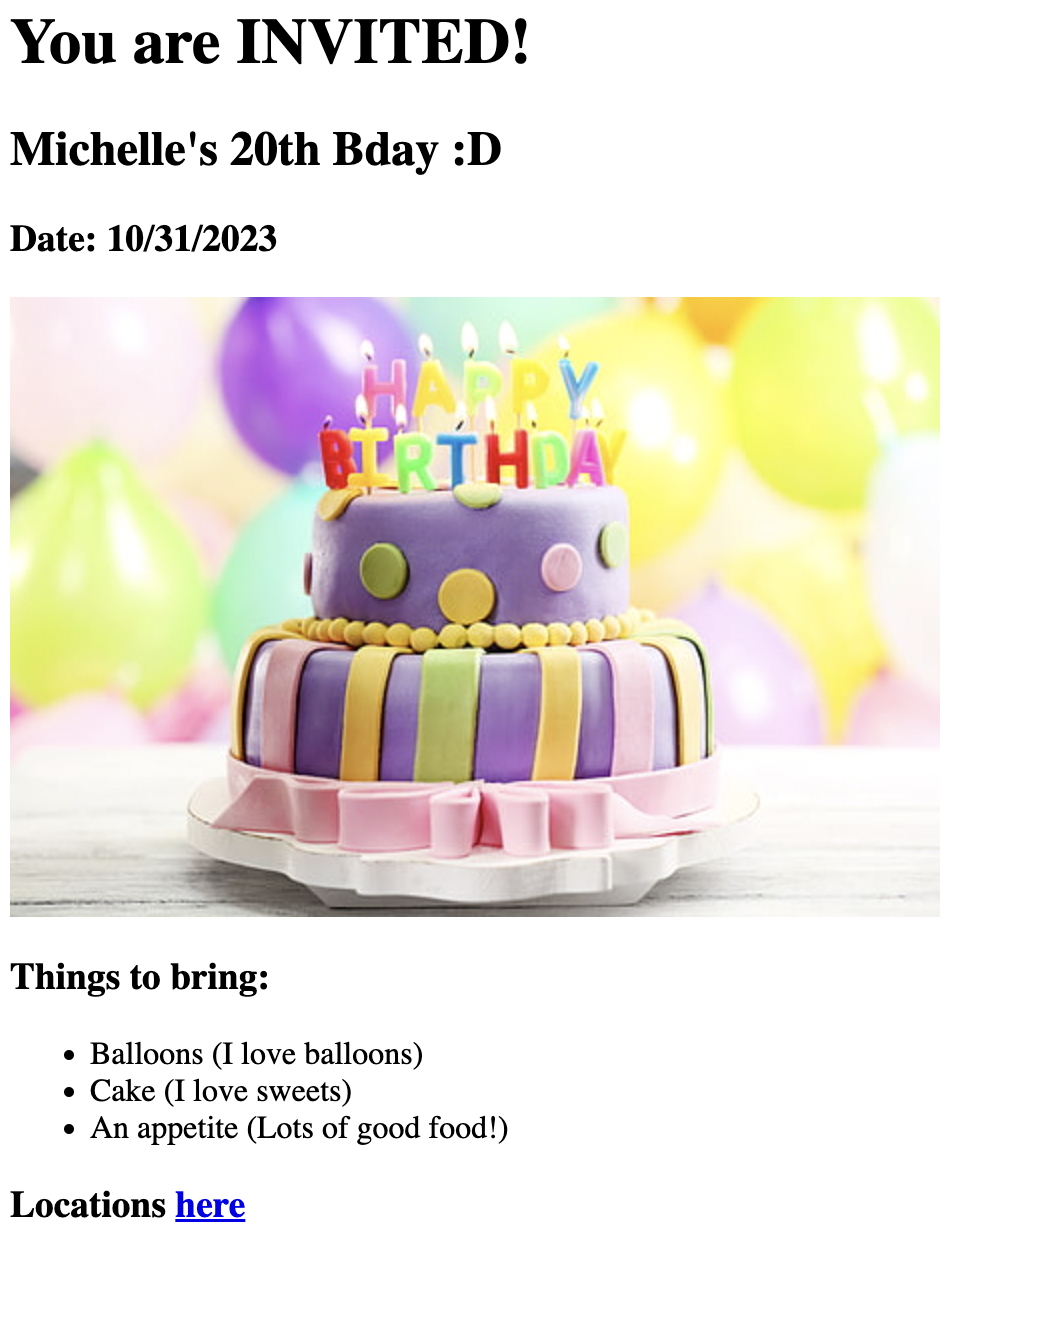 You are INVITED!
Michelle's 20th Bday :D
Date: 10/31/2023
HAPPY
BIRTHDAY
Things to bring:
Balloons (I love balloons)
Cake (I love sweets)
An appetite (Lots of good food!)
Locations here